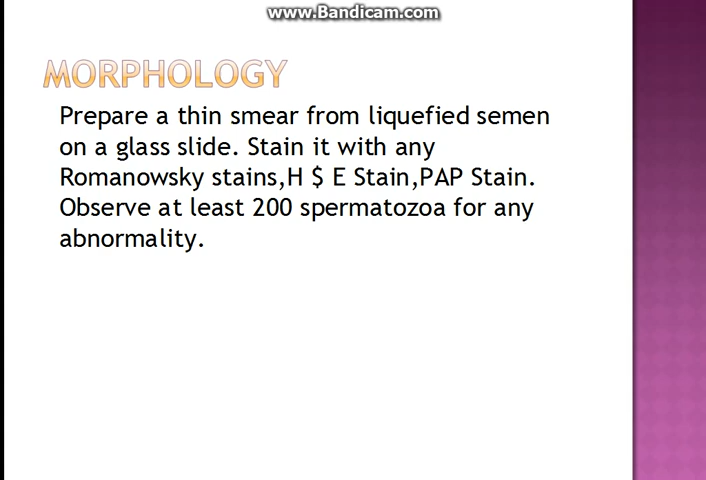 www.Bandicam.com
MORPHOLOGY
Prepare a thin smear from liquefied semen
on a glass slide. Stain it with any
Romanowsky stains,H $ E Stain,PAP Stain.
Observe at least 200 spermatozoa for any
abnormality.